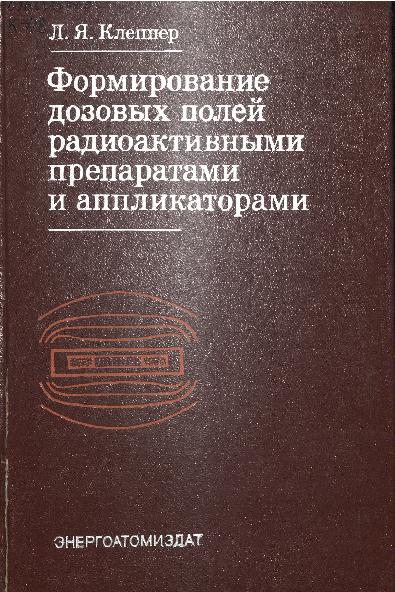 Л. Я. Клеппер
Формирование
дозовых полей
радиоактивными
препаратами
и аппликаторами
ЭНЕРГОАТОМИЗДАТ